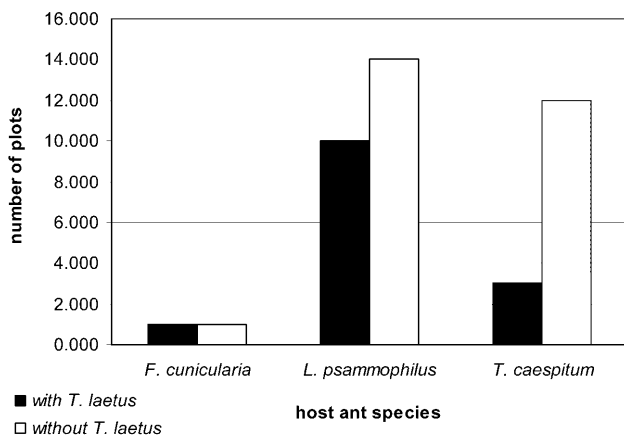 16.000
14.000
12.000
10.000
8.000
6.000
4.000
2.000
0.000
number of plots
F. cunicularia L. psammophilus T. caespitum
host ant species
with T. laetus
without T. laetus